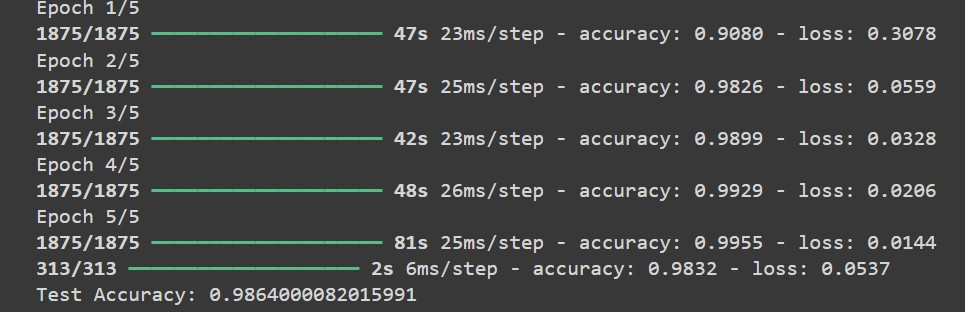 Epoch 1/5
1875/1875 ━━━━━━━━━━━━━━━━━━━━ 47s 23ms/step - accuracy: 0.9080 - loss: 0.3078
Epoch 2/5
1875/1875 ━━━━━━━━━━━━━━━━━━━━ 47s 25ms/step - accuracy: 0.9826 - loss: 0.0559
Epoch 3/5
1875/1875 ━━━━━━━━━━━━━━━━━━━━ 42s 23ms/step - accuracy: 0.9899 - loss: 0.0328
Epoch 4/5
1875/1875 ━━━━━━━━━━━━━━━━━━━━ 48s 26ms/step - accuracy: 0.9929 - loss: 0.0206
Epoch 5/5
1875/1875 ━━━━━━━━━━━━━━━━━━━━ 81s 25ms/step - accuracy: 0.9955 - loss: 0.0144
313/313 ━━━━━━━━━━━━━━━━━━━━ 2s 6ms/step - accuracy: 0.9832 - loss: 0.0537
Test Accuracy: 0.9864000082015991